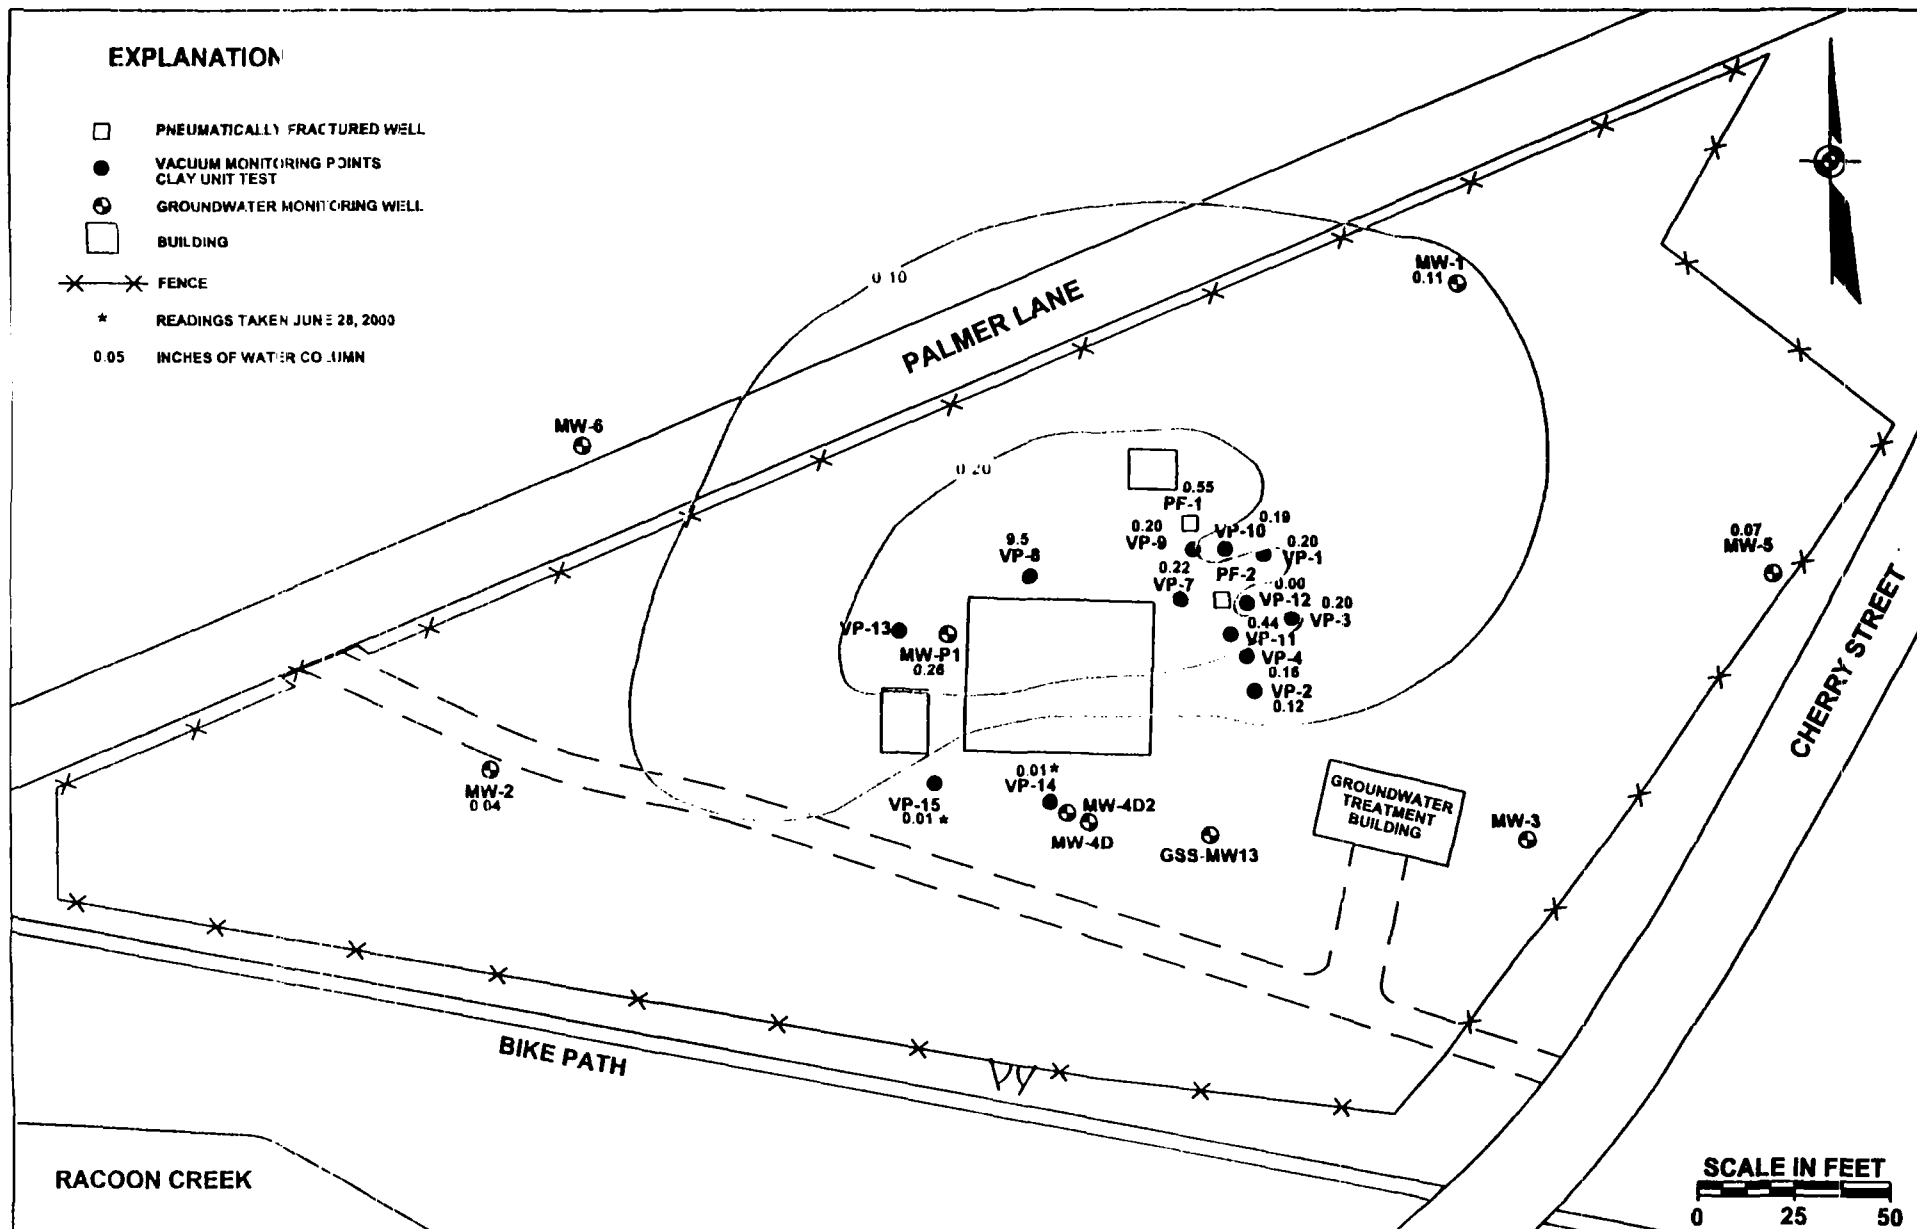 EXPLANATION
PNEUMATICALLY FRACTURED WELL
VACUUM MONITORING POINTS
CLAY UNIT TEST
GROUNDWATER MONITORING WELL
BUILDING
FENCE
* READINGS TAKEN JUNE 28, 2000
0.05 INCHES OF WATER COLUMN
0.10
PALMER LANE
MW-1
0.11
MW-6
0.20
0.55
PF-1
0.20
VP-9
VP-10
0.19
0.20
VP-1
9.5
VP-8
0.22
VP-7
PF-2
0.00
VP-12
0.20
VP-3
0.44
VP-11
VP-4
0.16
VP-2
0.12
VP-13
MW-P1
0.26
0.07
MW-5
CHERRY STREET
MW-2
0.04
VP-15
0.01 *
0.01 *
VP-14
MW-4D2
MW-4D
GSS-MW13
GROUNDWATER
TREATMENT
BUILDING
MW-3
BIKE PATH
RACOON CREEK
SCALE IN FEET
0 25 50